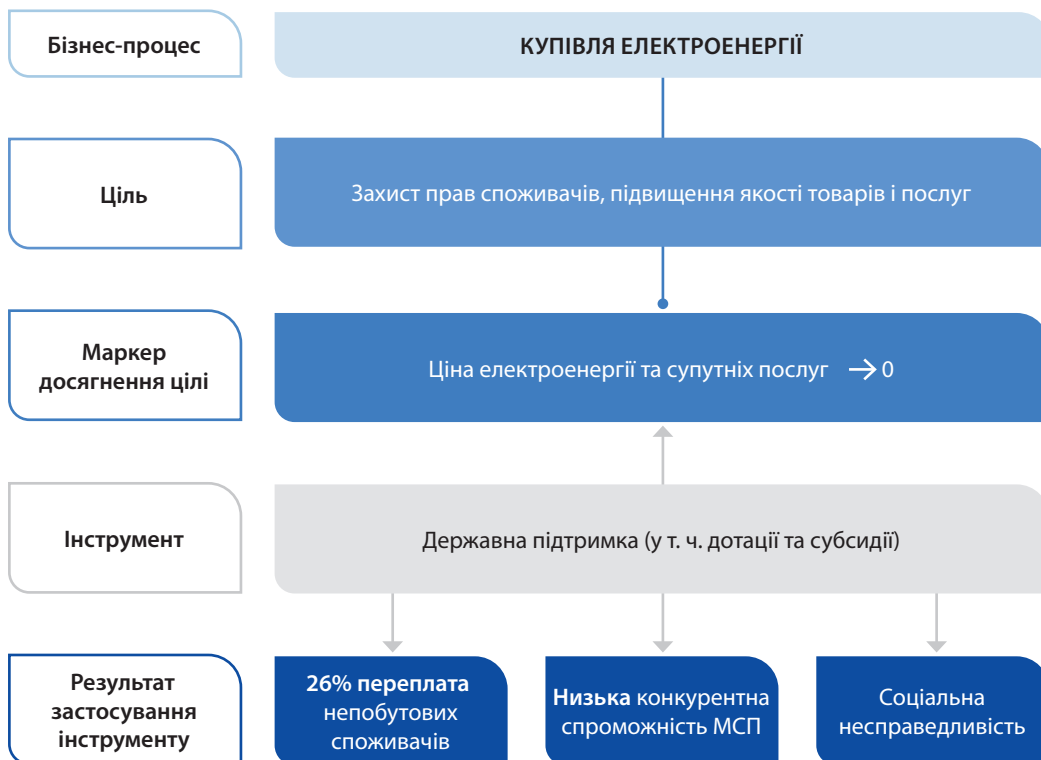 Бізнес-процес
КУПІВЛЯ ЕЛЕКТРОЕНЕРГІЇ
Ціль
Захист прав споживачів, підвищення якості товарів і послуг
Маркер
досягнення цілі
Ціна електроенергії та супутніх послуг → 0
Інструмент
Державна підтримка (у т. ч. дотації та субсидії)
Результат
застосування
інструменту
26% переплата
непобутових
споживачів
Низька конкурентна
спроможність МСП
Соціальна
несправедливість